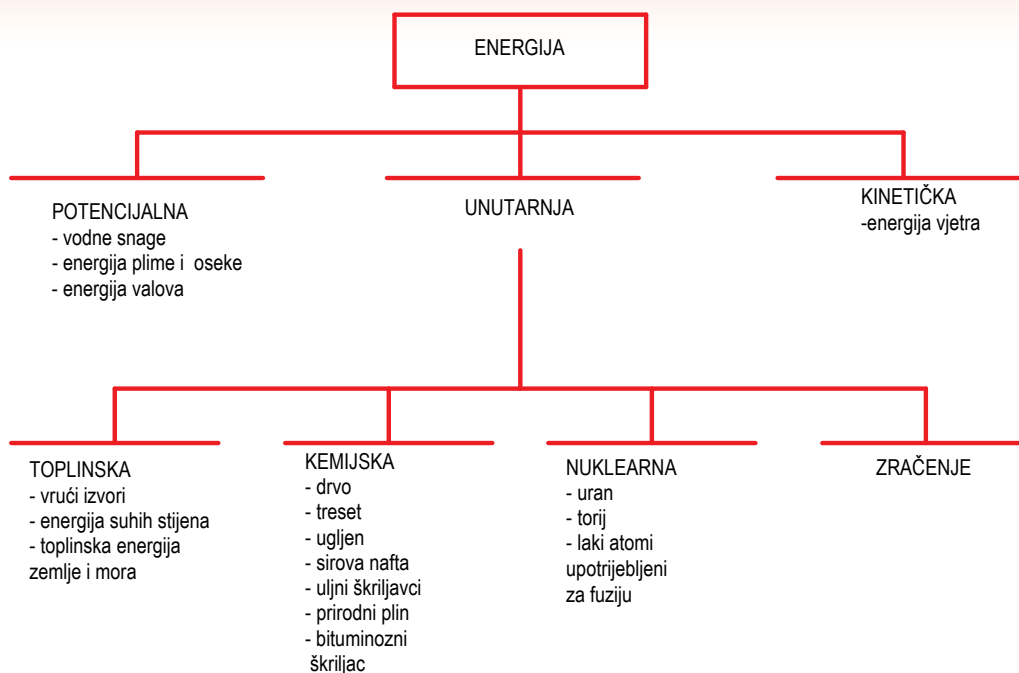 ENERGIJA
POTENCIJALNA
- vodne snage
- energija plime i oseke
- energija valova
UNUTARNJA
KINETIČKA
-energija vjetra
TOPLINSKA
- vrući izvori
- energija suhih stijena
- toplinska energija
zemlje i mora
KEMIJSKA
- drvo
- treset
- ugljen
- sirova nafta
- uljni škriljavci
- prirodni plin
- bituminozni
škriljac
NUKLEARNA
- uran
- torij
- laki atomi
upotrijebljeni
za fuziju
ZRAČENJE